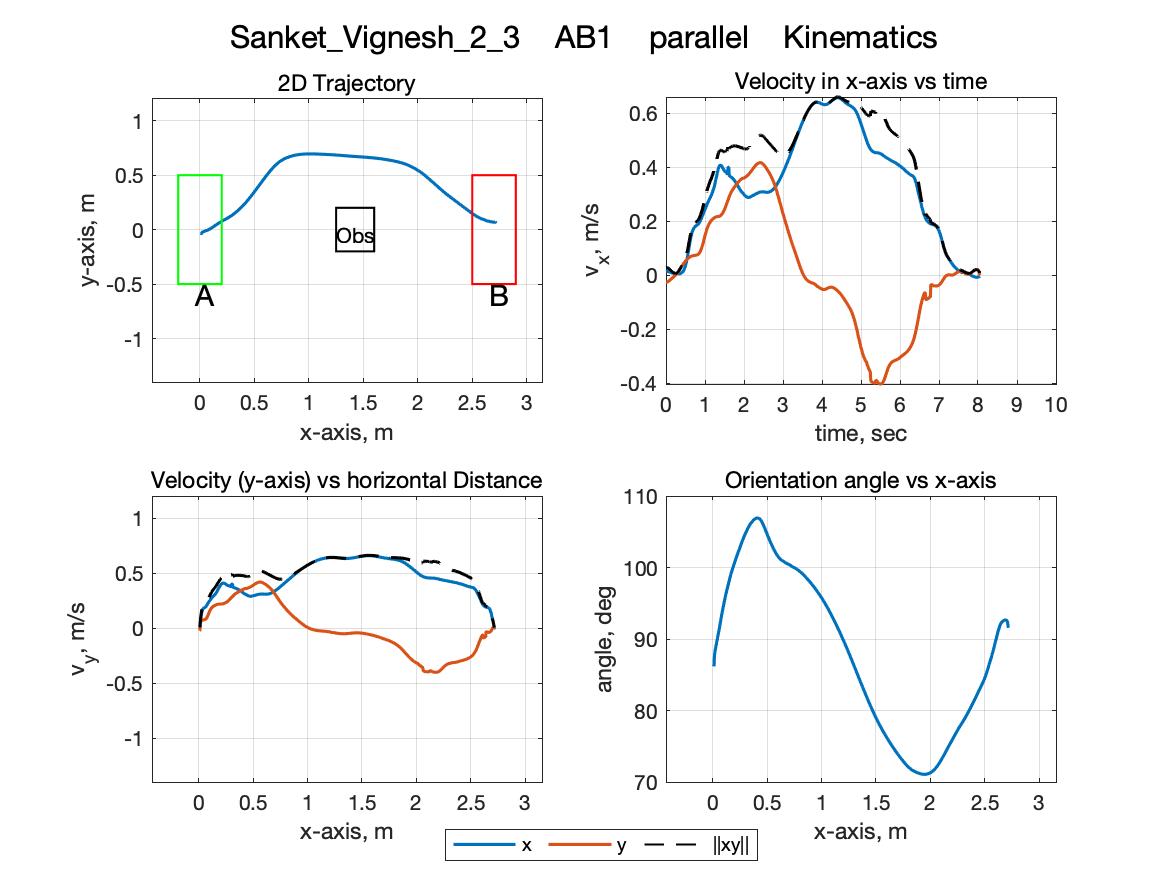 Sanket_Vignesh_2_3 AB1 parallel Kinematics
2D Trajectory
1
0.5
0
-0.5
-1
y-axis, m
Obs
A
B
0 0.5 1 1.5 2 2.5 3
x-axis, m
Velocity in x-axis vs time
0.6
0.4
0.2
0
-0.2
-0.4
v_x, m/s
0 1 2 3 4 5 6 7 8 9 10
time, sec
Velocity (y-axis) vs horizontal Distance
1
0.5
0
-0.5
-1
v_y, m/s
0 0.5 1 1.5 2 2.5 3
x-axis, m
Orientation angle vs x-axis
110
100
90
80
70
angle, deg
0 0.5 1 1.5 2 2.5 3
x-axis, m
x y ||xy||